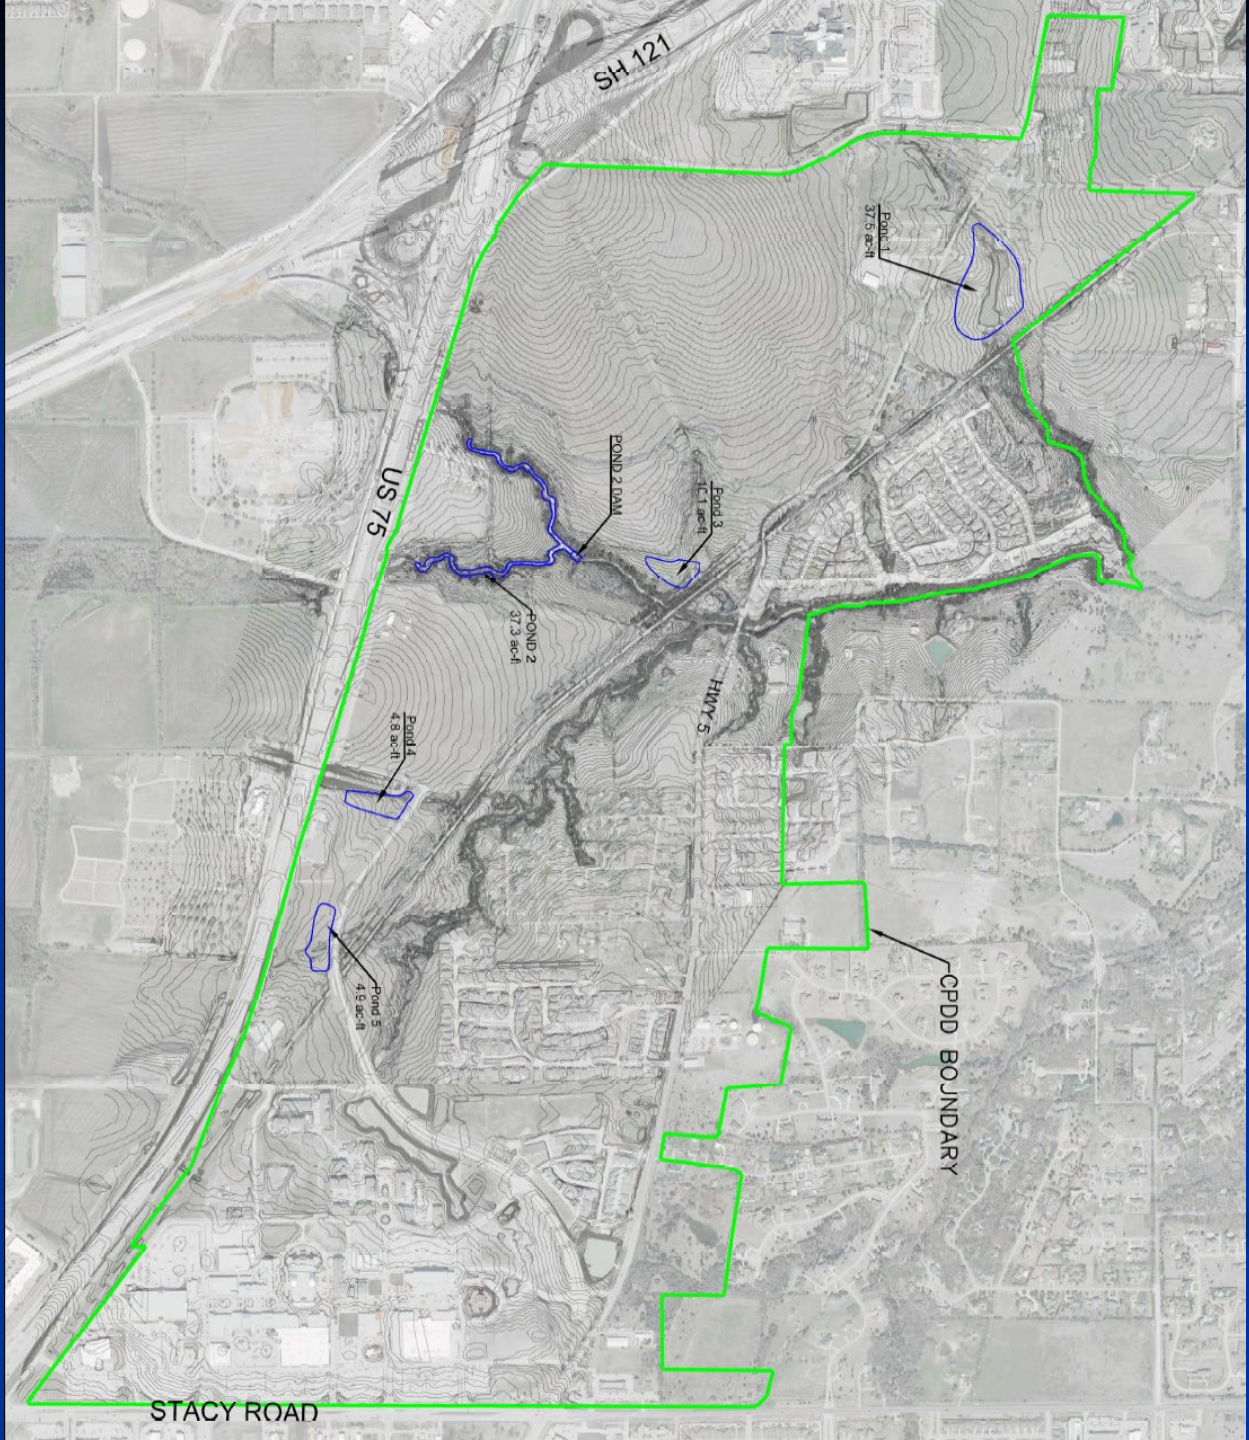 SH 121
Pond 1
37.5 ac-ft
US 75
POND 2 DAM
Pond 3
10.1 ac-ft
POND 2
37.3 ac-ft
HWY 5
Pond 4
4.8 ac-ft
Pond 5
4.9 ac-ft
CPDD BOJNDARY
STACY ROAD